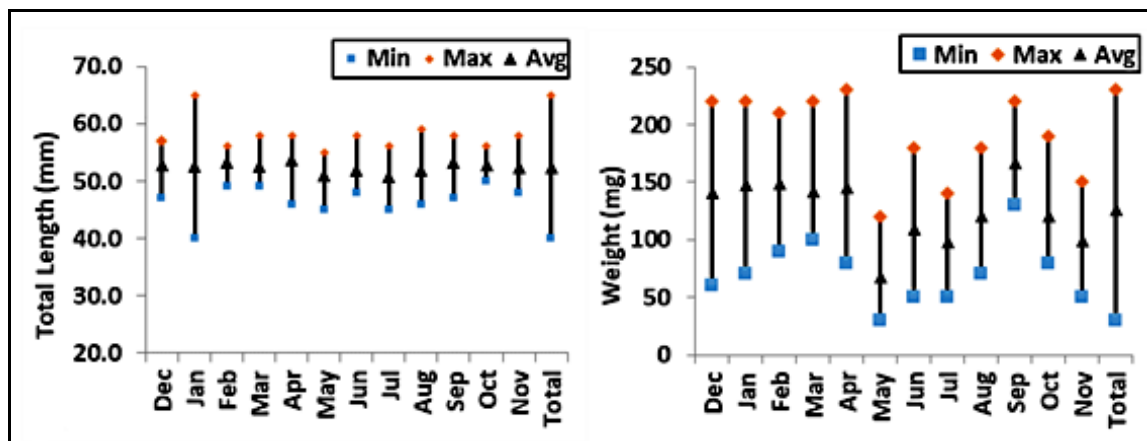 Min Max Avg
70.0
60.0
50.0
40.0
30.0
20.0
Total Length (mm)
Dec Jan Feb Mar Apr May Jun Jul Aug Sep Oct Nov Total
Min Max Avg
250
200
150
100
50
0
Weight (mg)
Dec Jan Feb Mar Apr May Jun Jul Aug Sep Oct Nov Total